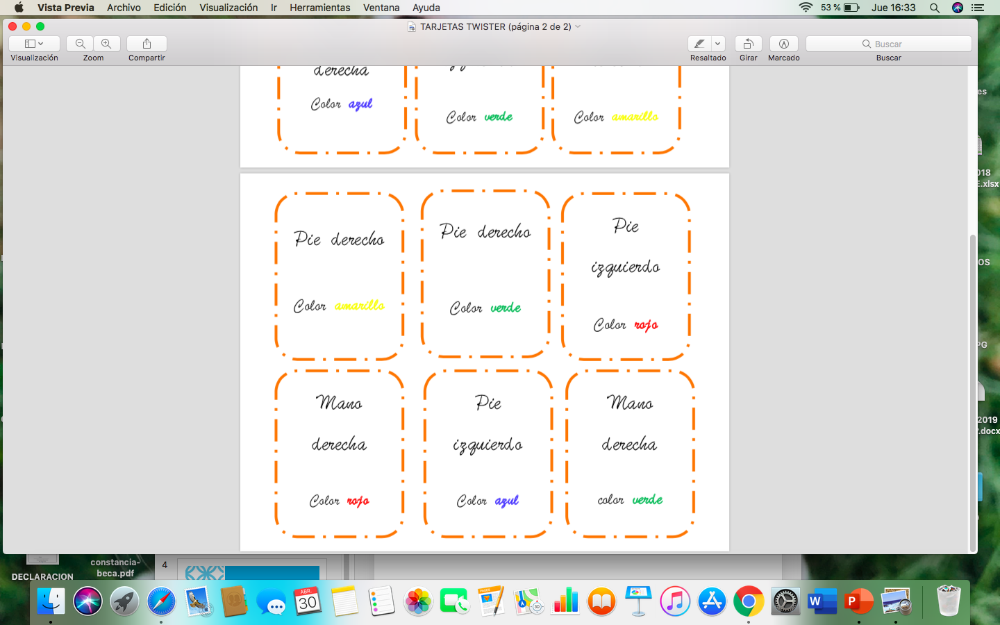 Vista Previa Archivo Edición Visualización Ir Herramientas Ventana Ayuda 53 % Jue 16:33
TARJETAS TWISTER (página 2 de 2)
Buscar
Visualización Zoom Compartir Resaltado Girar Marcado Buscar
derecha
Color azul
Color verde
Color amarillo
Pie derecho
Color amarillo
Pie derecho
Color verde
Pie
izquierdo
Color rojo
Mano
derecha
Color rojo
Pie
izquierdo
Color azul
Mano
derecha
color verde
es
018
E.xlsx
OS
PG
2019
.docx
DECLARACION
constancia-
beca.pdf
4
ABR.
30
PAGES
3D
W
P